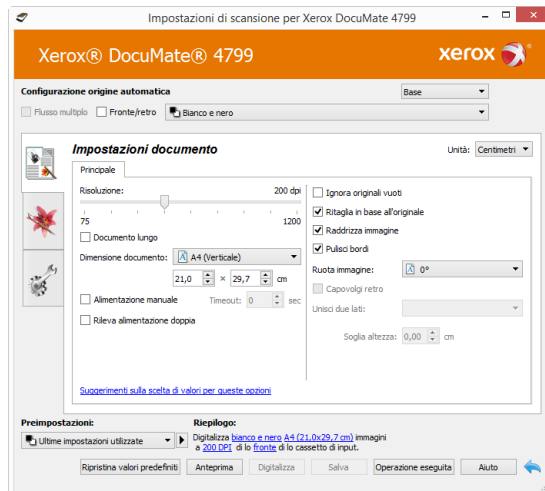 Impostazioni di scansione per Xerox DocuMate 4799
Xerox® DocuMate® 4799
xerox
Configurazione origine automatica
Base
Flusso multiplo
Fronte/retro
Bianco e nero
Impostazioni documento
Unità: Centimetri
Principale
Risoluzione: 200 dpi
75 1200
Documento lungo
Dimensione documento: A4 (Verticale)
21,0 × 29,7 cm
Alimentazione manuale Timeout: 0 sec
Rileva alimentazione doppia
Suggerimenti sulla scelta di valori per queste opzioni
Ignora originali vuoti
Ritaglia in base all'originale
Raddrizza immagine
Pulisci bordi
Ruota immagine: 0°
Capovolgi retro
Unisci due lati:
Soglia altezza: 0,00 cm
Preimpostazioni:
Ultime impostazioni utilizzate
Riepilogo:
Digitalizza bianco e nero A4 (21,0x29,7 cm) immagini
a 200 DPI di lo fronte di lo cassetto di input.
Ripristina valori predefiniti
Anteprima
Digitalizza
Salva
Operazione eseguita
Aiuto